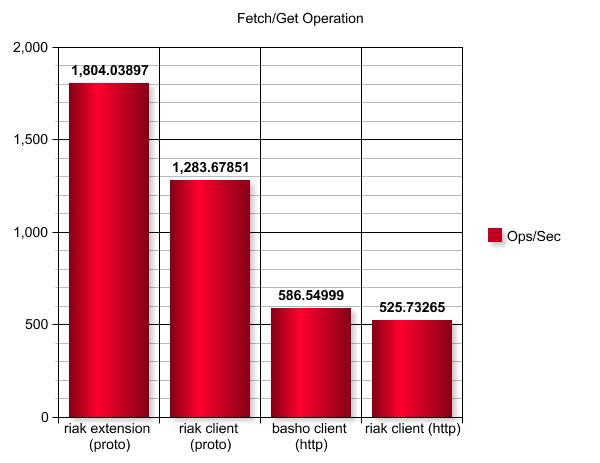 Fetch/Get Operation
2,000
1,500
1,000
500
0
1,804.03897
1,283.67851
586.54999
525.73265
riak extension
(proto)
riak client
(proto)
basho client
(http)
riak client (http)
Ops/Sec